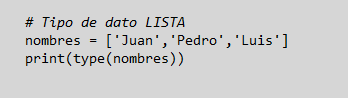 # Tipo de dato LISTA
nombres = ['Juan','Pedro','Luis']
print(type(nombres))